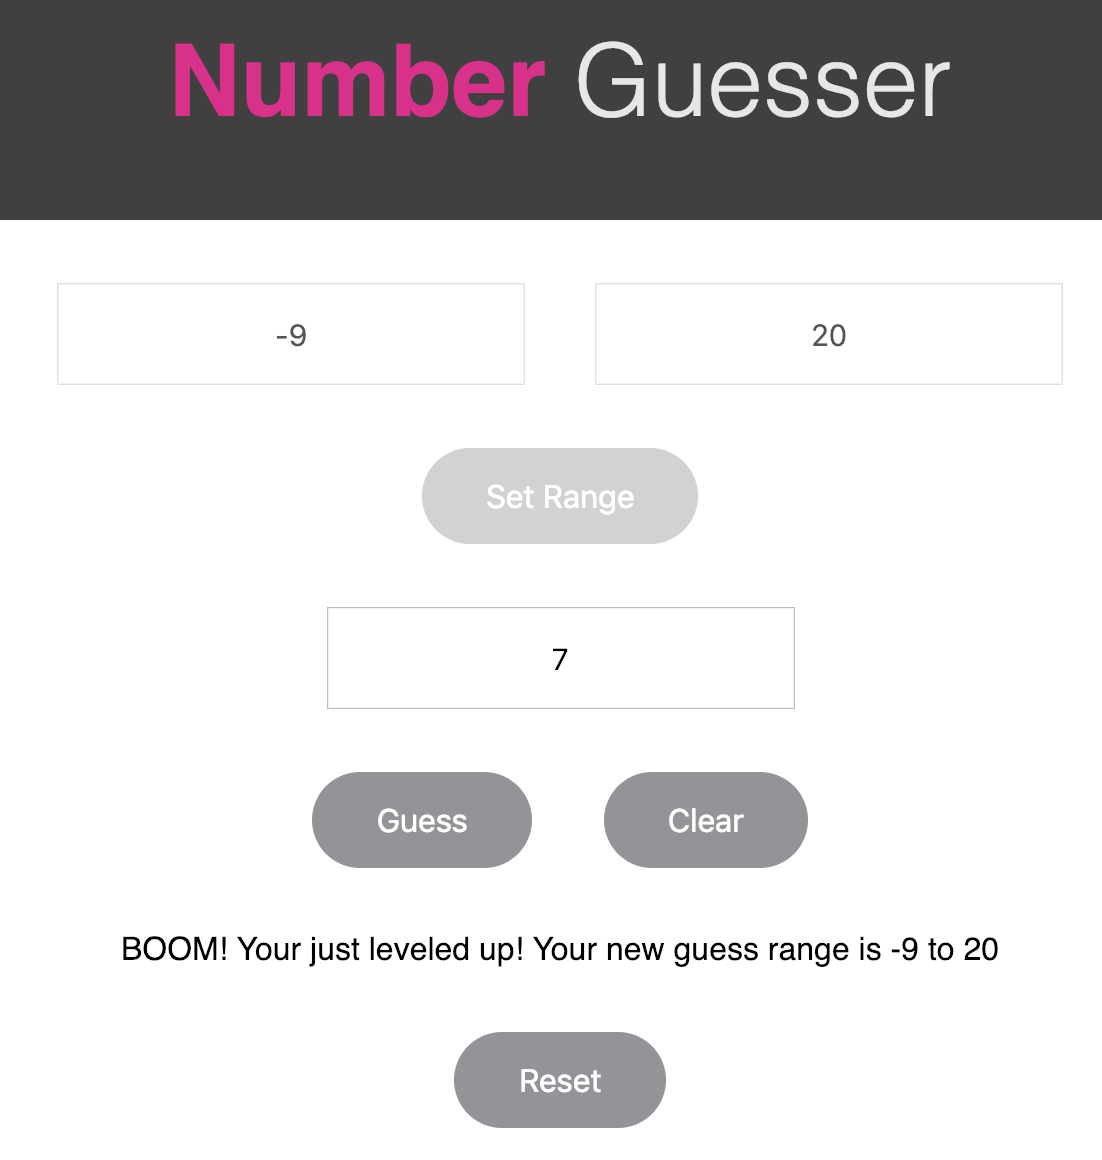 Number Guesser
-9 20
Set Range
7
Guess Clear
BOOM! Your just leveled up! Your new guess range is -9 to 20
Reset